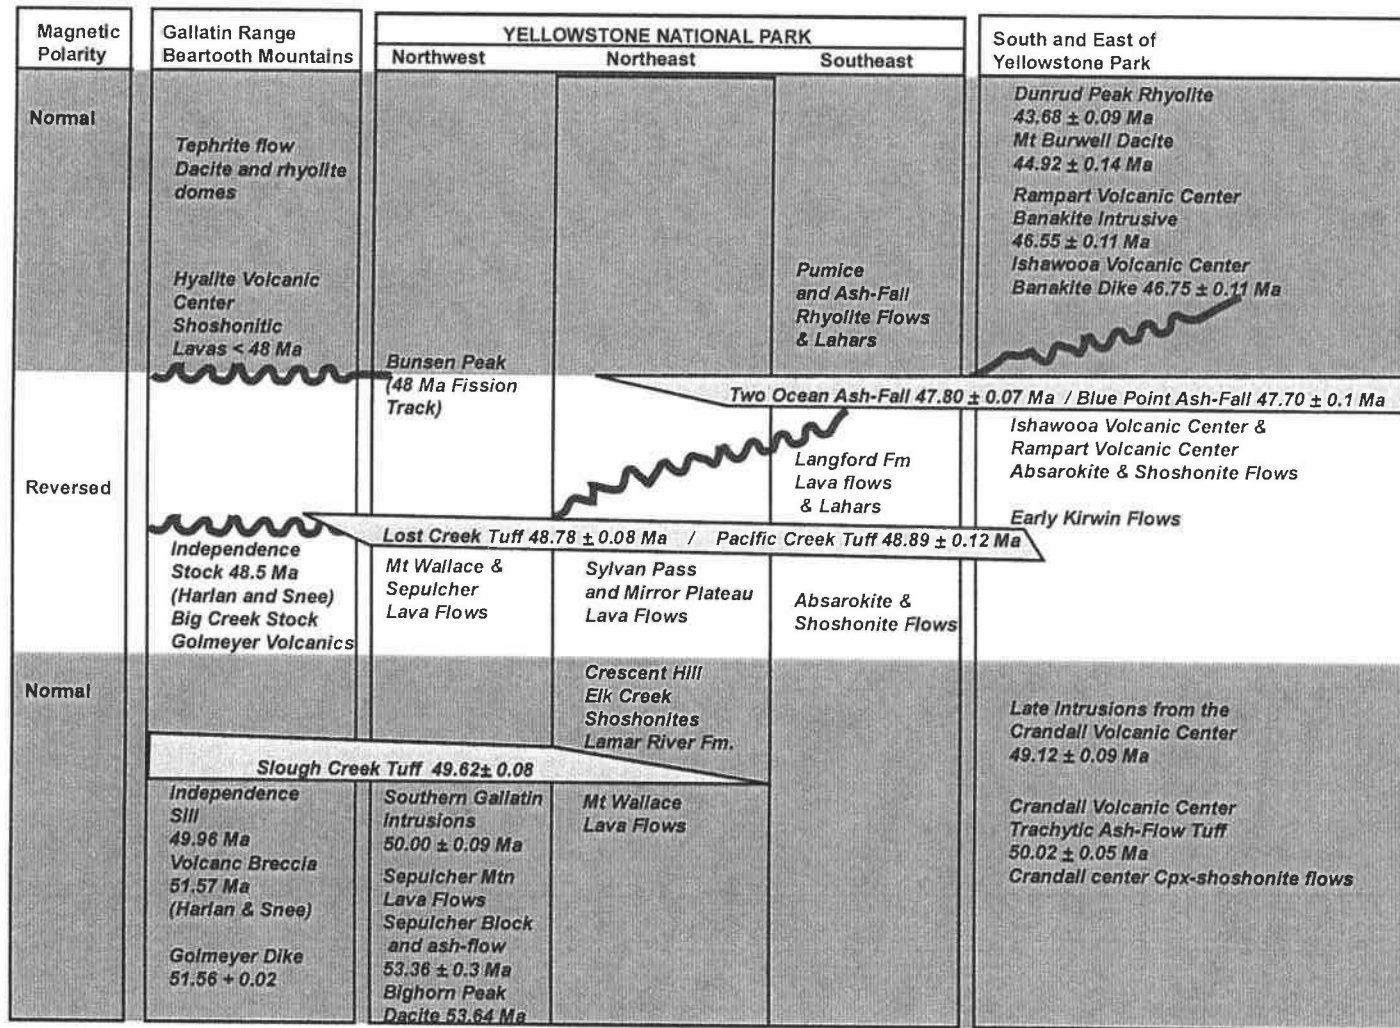 Magnetic
Polarity
Gallatin Range
Beartooth Mountains
YELLOWSTONE NATIONAL PARK
Northwest
Northeast
Southeast
South and East of
Yellowstone Park
Normal
Reversed
Normal
Tephrite flow
Dacite and rhyolite
domes
Hyalite Volcanic
Center
Shoshonitic
Lavas < 48 Ma
Independence
Stock 48.5 Ma
(Harlan and Snee)
Big Creek Stock
Golmeyer Volcanics
Slough Creek Tuff 49.62± 0.08
Independence
Sill
49.96 Ma
Volcanc Breccia
51.57 Ma
(Harlan & Snee)
Golmeyer Dike
51.56 + 0.02
Bunsen Peak
(48 Ma Fission
Track)
Lost Creek Tuff 48.78 ± 0.08 Ma / Pacific Creek Tuff 48.89 ± 0.12 Ma
Mt Wallace &
Sepulcher
Lava Flows
Southern Gallatin
Intrusions
50.00 ± 0.09 Ma
Sepulcher Mtn
Lava Flows
Sepulcher Block
and ash-flow
53.36 ± 0.3 Ma
Bighorn Peak
Dacite 53.64 Ma
Sylvan Pass
and Mirror Plateau
Lava Flows
Crescent Hill
Elk Creek
Shoshonites
Lamar River Fm.
Mt Wallace
Lava Flows
Pumice
and Ash-Fall
Rhyolite Flows
& Lahars
Two Ocean Ash-Fall 47.80 ± 0.07 Ma / Blue Point Ash-Fall 47.70 ± 0.1 Ma
Langford Fm
Lava flows
& Lahars
Absarokite &
Shoshonite Flows
Dunrud Peak Rhyolite
43.68 ± 0.09 Ma
Mt Burwell Dacite
44.92 ± 0.14 Ma
Rampart Volcanic Center
Banakite Intrusive
46.55 ± 0.11 Ma
Ishawooa Volcanic Center
Banakite Dike 46.75 ± 0.11 Ma
Ishawooa Volcanic Center &
Rampart Volcanic Center
Absarokite & Shoshonite Flows
Early Kirwin Flows
Late Intrusions from the
Crandall Volcanic Center
49.12 ± 0.09 Ma
Crandall Volcanic Center
Trachytic Ash-Flow Tuff
50.02 ± 0.05 Ma
Crandall center Cpx-shoshonite flows